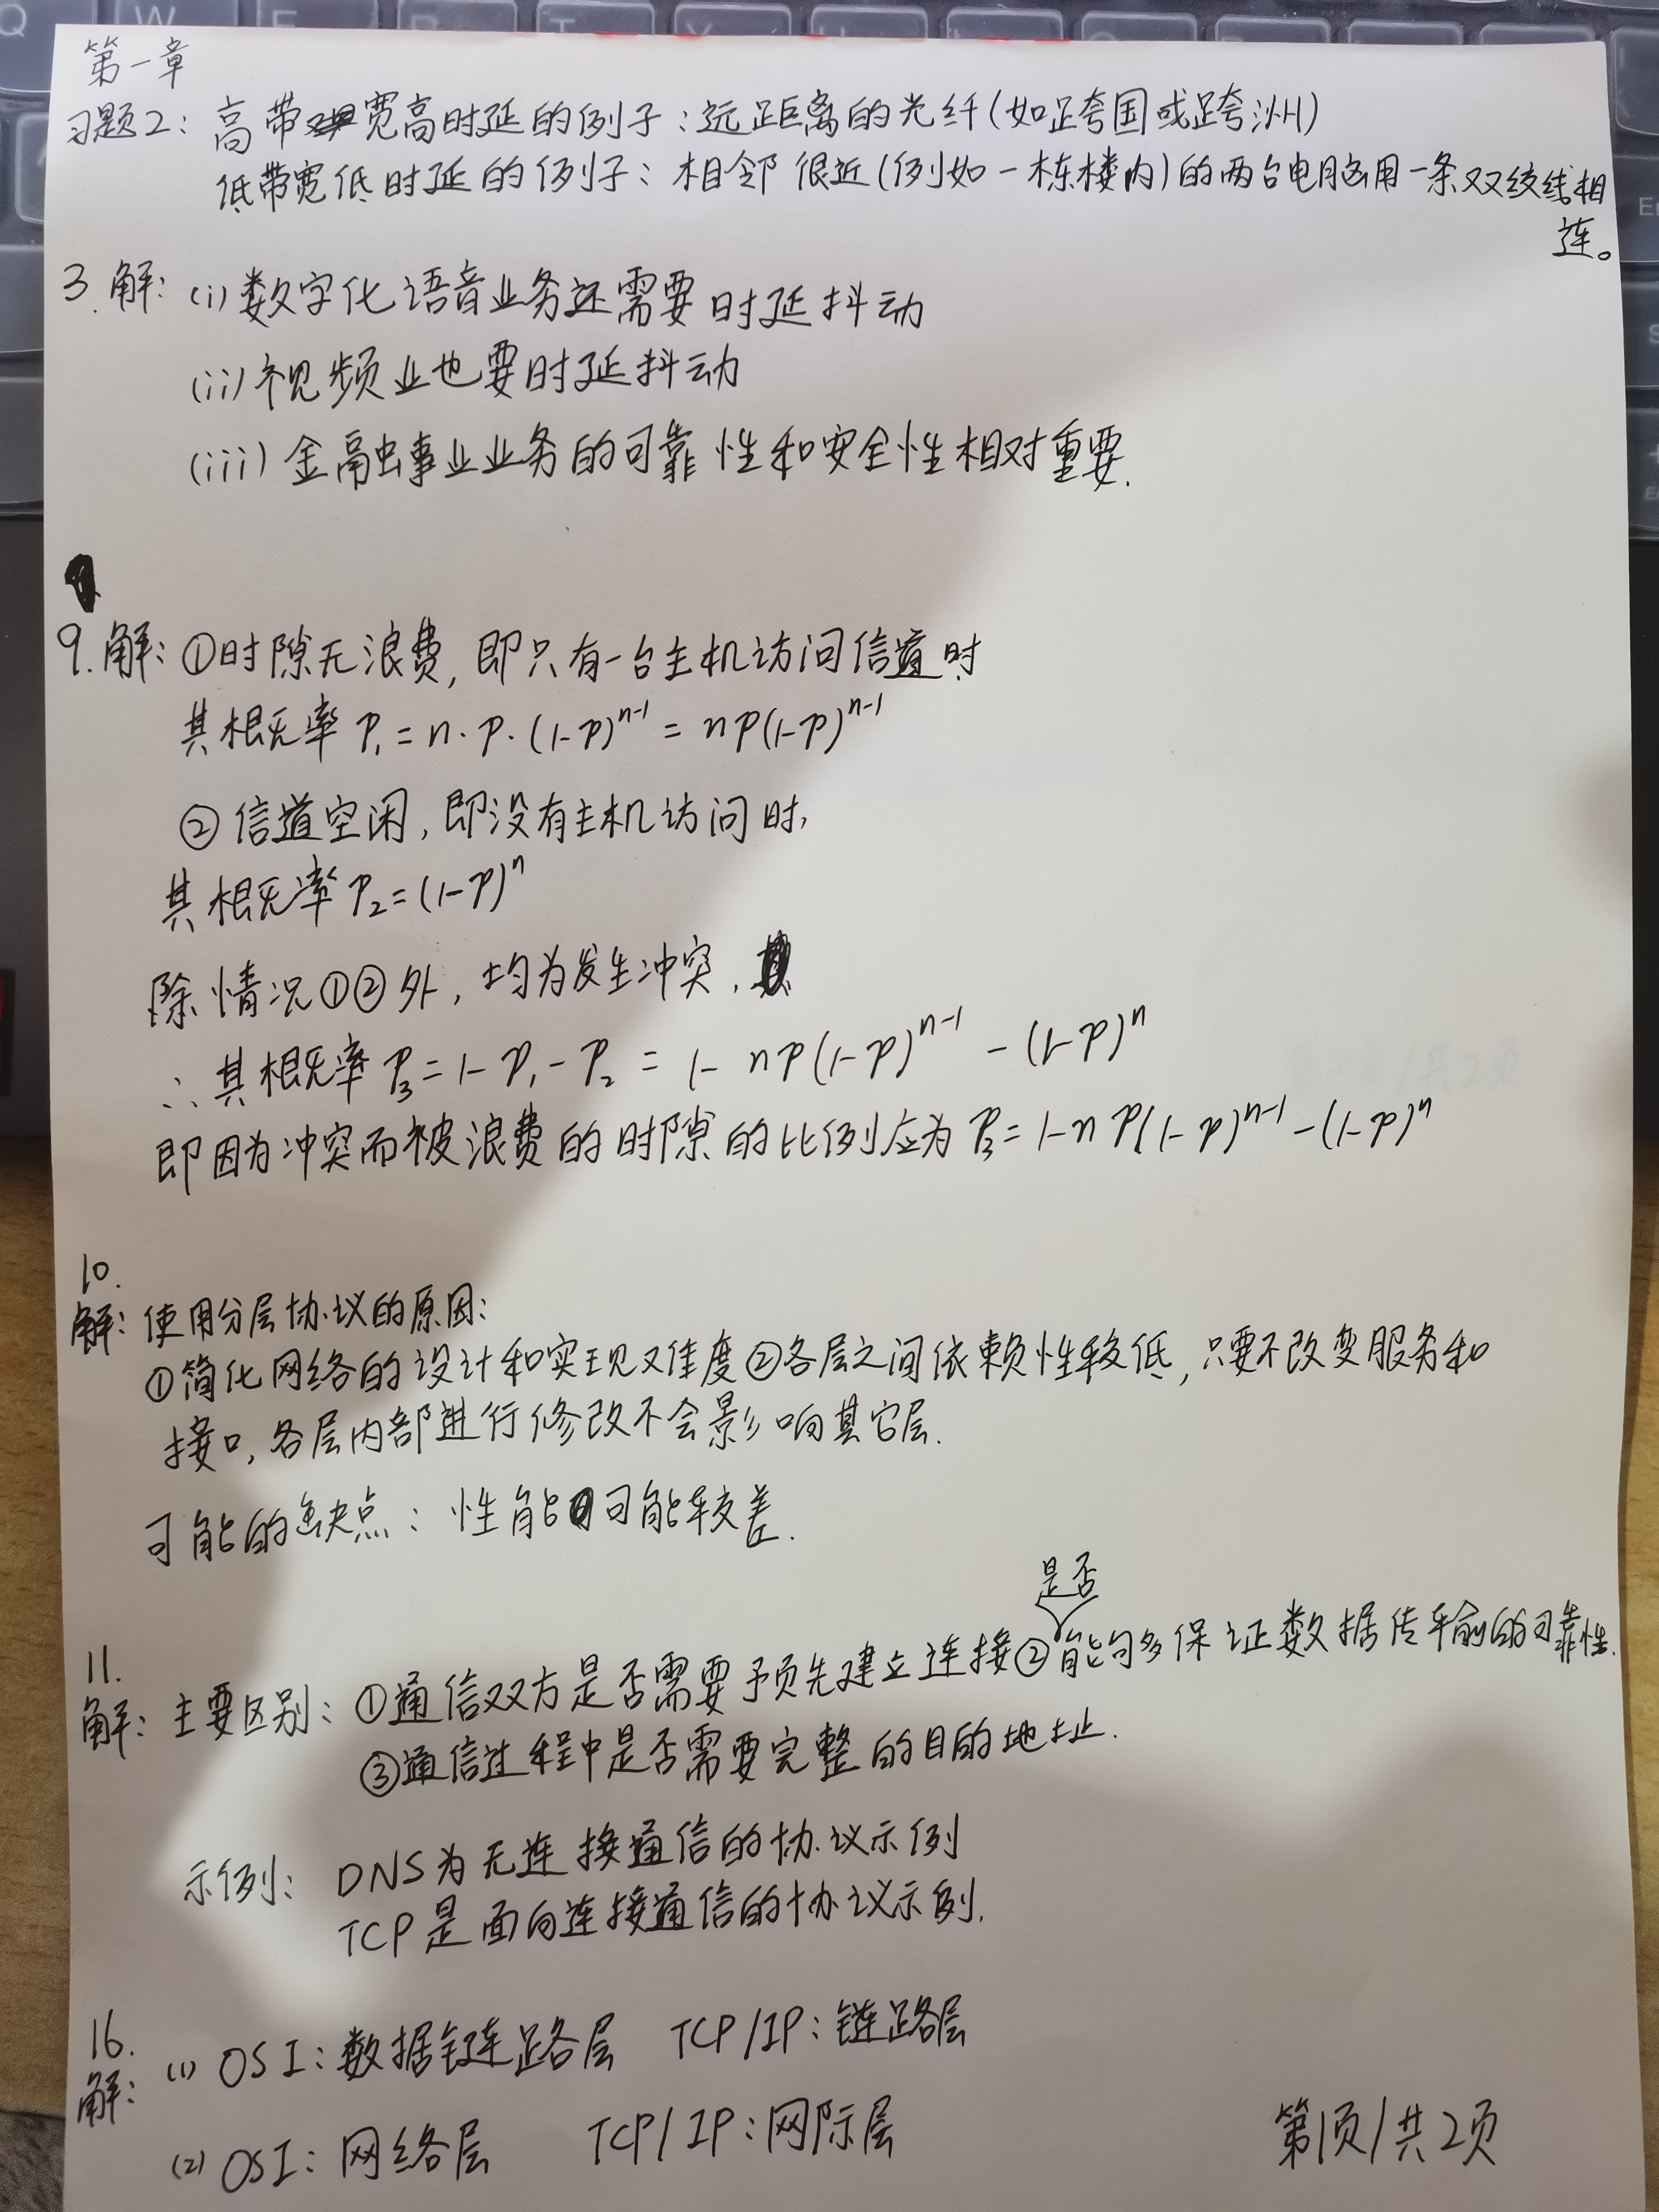 第一章
习题2：高带宽高时延的例子：远距离的光纤(如跨国或跨洲)
低带宽低时延的例子：相邻很近(例如一栋楼内)的两台电脑用一条双绞线相
连。
3.解：(i)数字化语音业务还需要时延抖动
(ii)视频业也要时延抖动
(iii)金融事业业务的可靠性和安全性相对重要.
9.解：①时隙无浪费,即只有一台主机访问信道时
其概率 P₁=n·p·(1-p)ⁿ⁻¹=np(1-p)ⁿ⁻¹
②信道空闲,即没有主机访问时,
其概率P₂=(1-p)ⁿ
除情况①②外,均为发生冲突,
∴其概率P₃=1-P₁-P₂=1-np(1-p)ⁿ⁻¹-(1-p)ⁿ
即因为冲突而被浪费的时隙的比例应为P₃=1-np(1-p)ⁿ⁻¹-(1-p)ⁿ
10.
解：使用分层协议的原因：
①简化网络的设计和实现难度②各层之间依赖性较低,只要不改变服务和
接口,各层内部进行修改不会影响其它层.
可能的缺点：性能可能较差.
是否
11.
解：主要区别：①通信双方是否需要预先建立连接②能够保证数据传输的可靠性.
③通信过程中是否需要完整的目的地址.
示例：DNS为无连接通信的协议示例
TCP是面向连接通信的协议示例.
16.
解：(1) OSI：数据链路层 TCP/IP：链路层
(2) OSI：网络层 TCP/IP：网际层
第1页/共2页